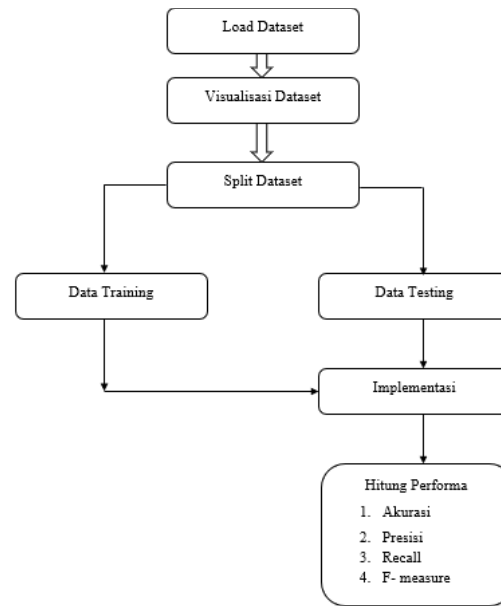 Load Dataset
Visualisasi Dataset
Split Dataset
Data Training
Data Testing
Implementasi
Hitung Performa
1. Akurasi
2. Presisi
3. Recall
4. F- measure